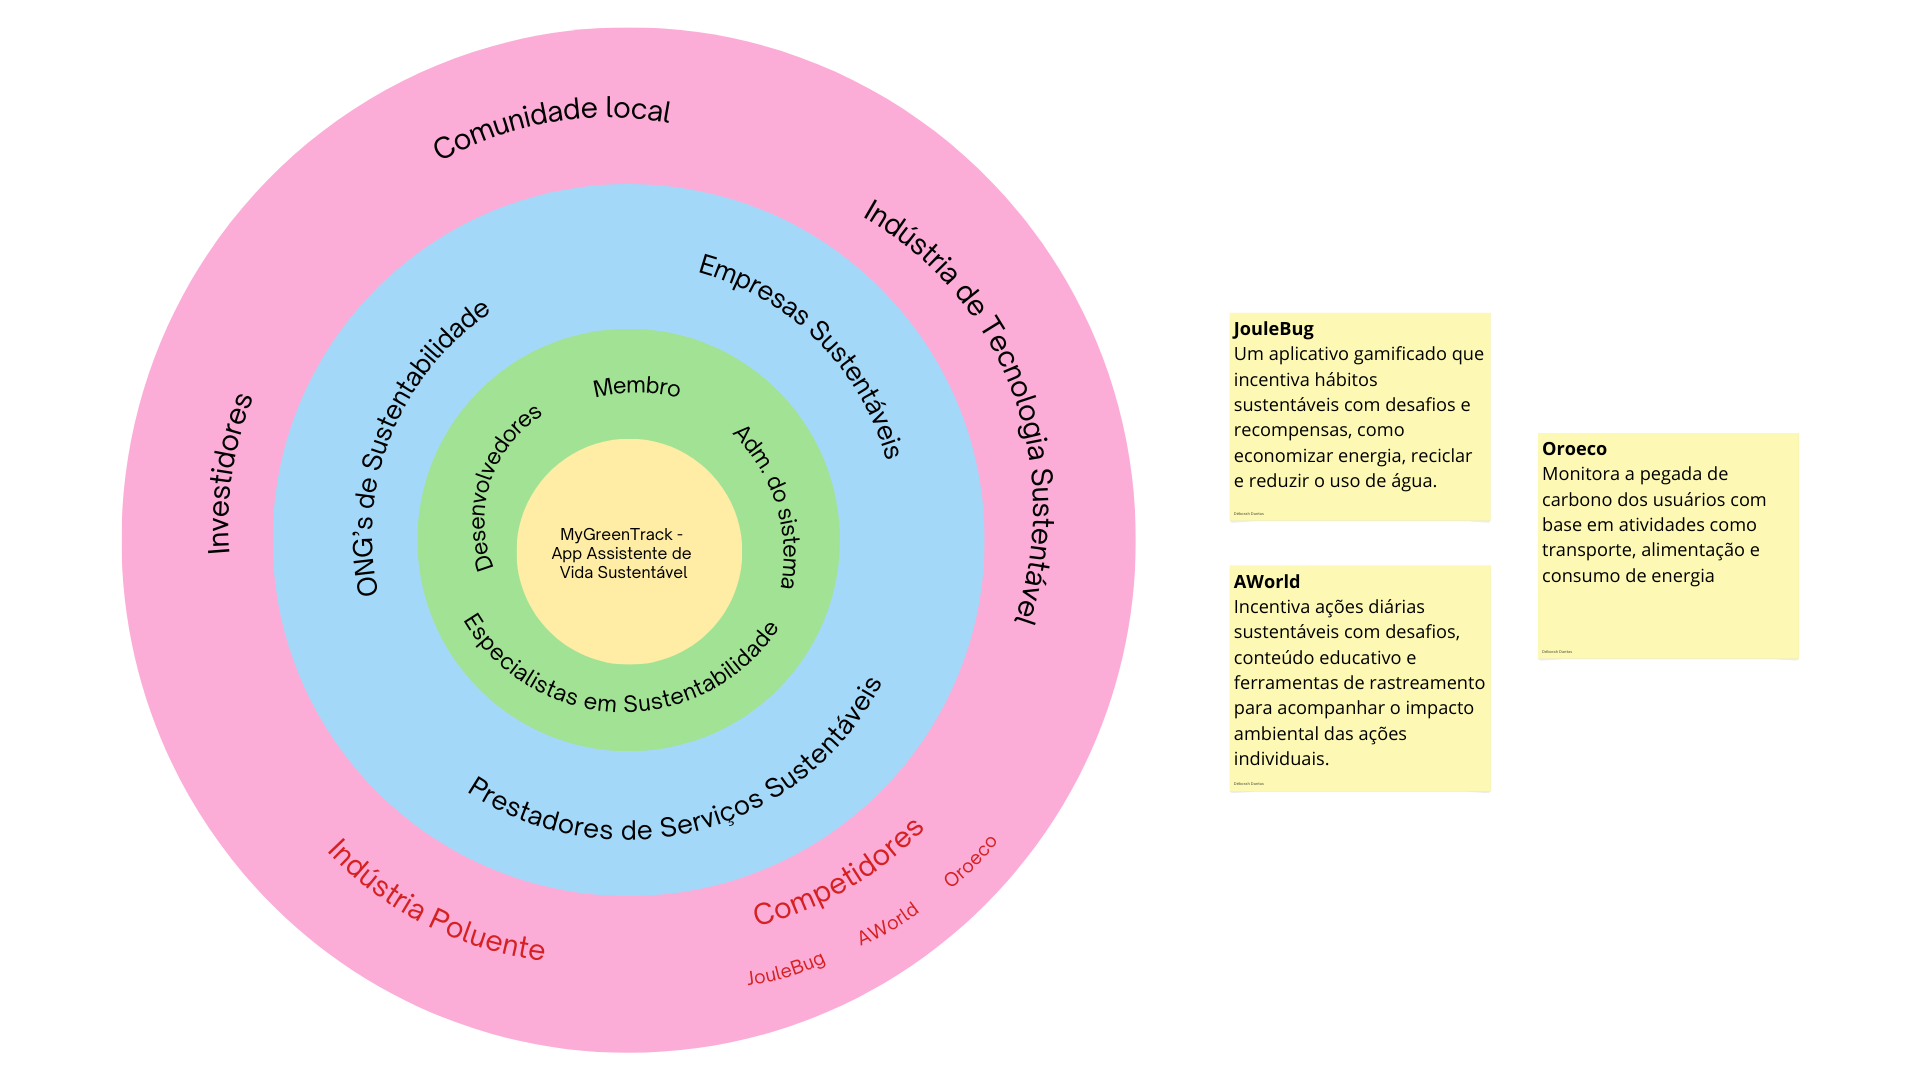 Comunidade local
Indústria de Tecnologia Sustentável
Investidores
Empresas Sustentáveis
ONG's de Sustentabilidade
Membro
Desenvolvedores
Adm. do sistema
MyGreenTrack -
App Assistente de
Vida Sustentável
Especialistas em Sustentabilidade
Prestadores de Serviços Sustentáveis
Indústria Poluente
Competidores
Oroeco
AWorld
JouleBug
JouleBug
Um aplicativo gamificado que
incentiva hábitos
sustentáveis com desafios e
recompensas, como
economizar energia, reciclar
e reduzir o uso de água.
Déborah Dantas
AWorld
Incentiva ações diárias
sustentáveis com desafios,
conteúdo educativo e
ferramentas de rastreamento
para acompanhar o impacto
ambiental das ações
individuais.
Déborah Dantas
Oroeco
Monitora a pegada de
carbono dos usuários com
base em atividades como
transporte, alimentação e
consumo de energia
Déborah Dantas